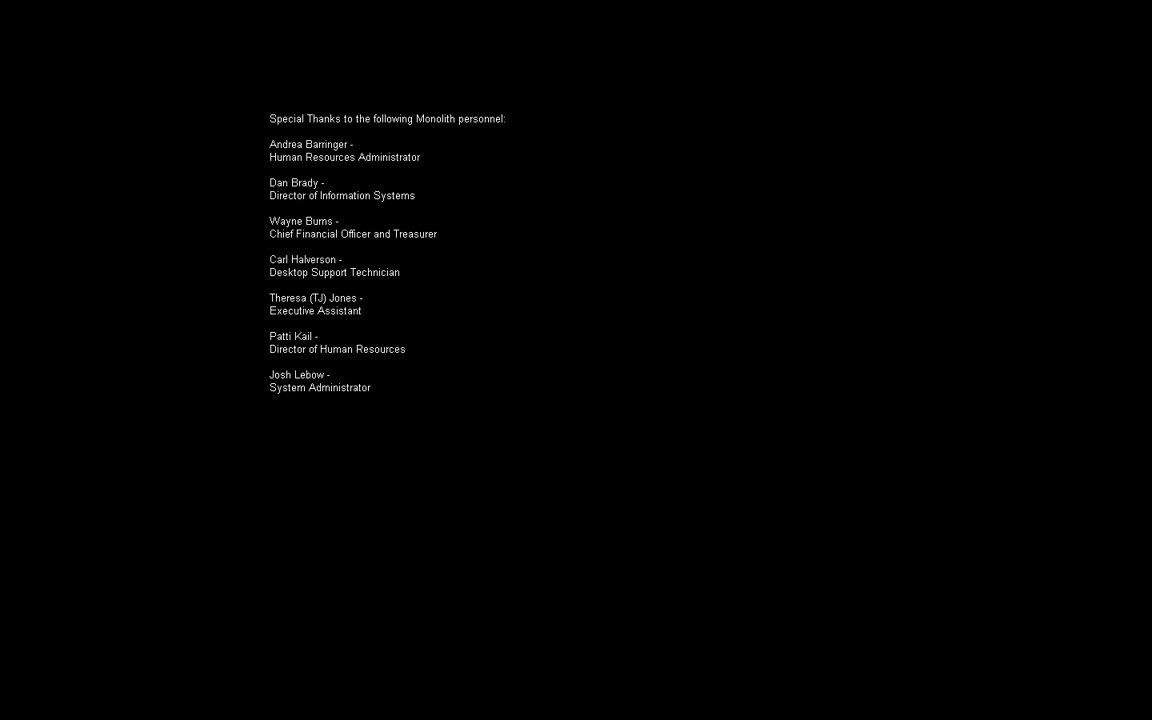 Special Thanks to the following Monolith personnel:
Andrea Barringer -
Human Resources Administrator
Dan Brady -
Director of Information Systems
Wayne Burns -
Chief Financial Officer and Treasurer
Carl Halverson -
Desktop Support Technician
Theresa (TJ) Jones -
Executive Assistant
Patti Kail -
Director of Human Resources
Josh Lebow -
System Administrator